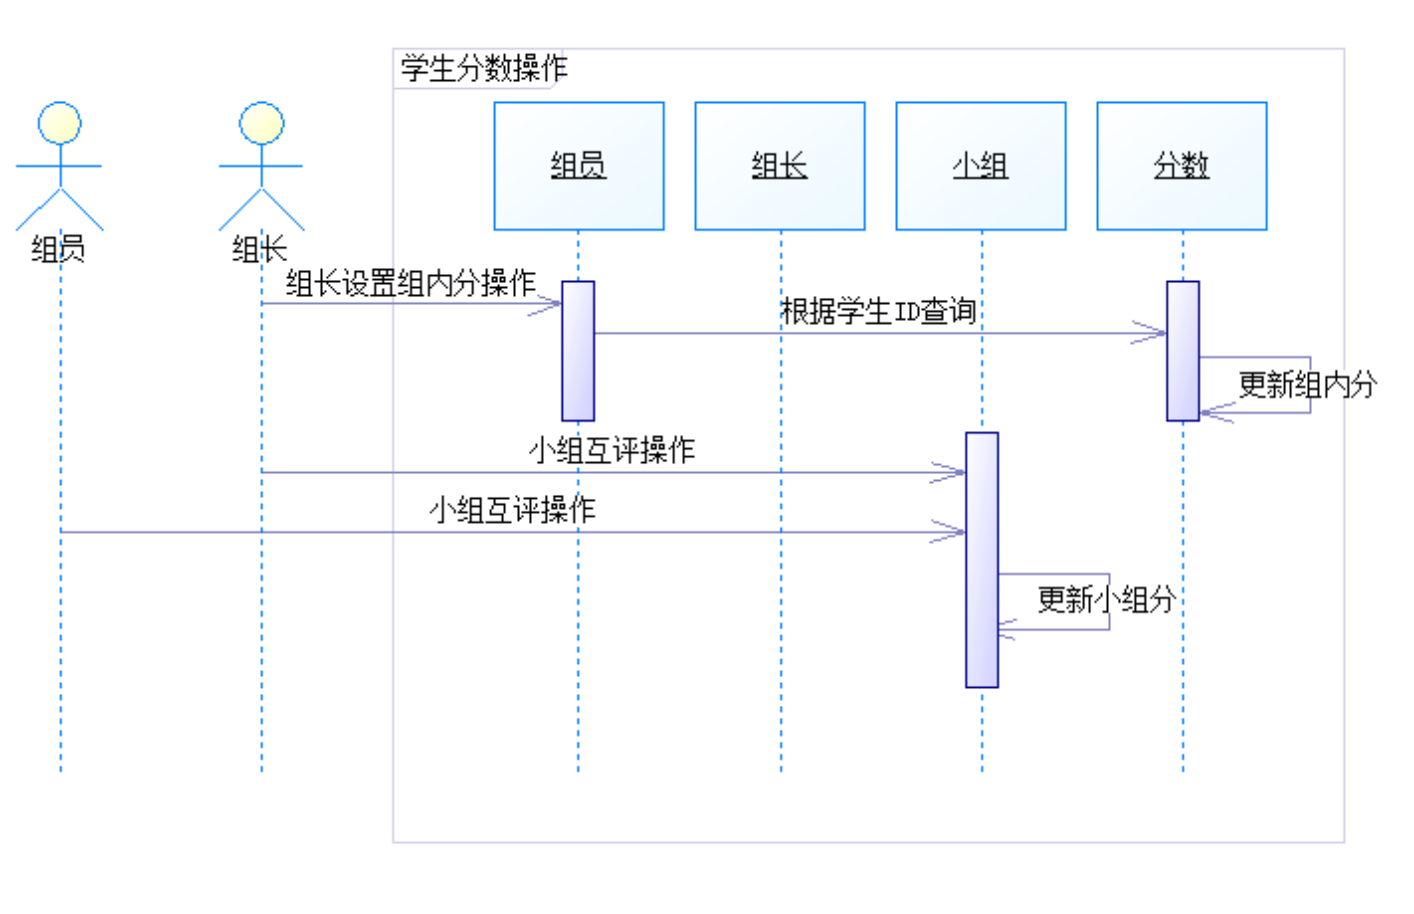 学生分数操作
组员
组长
小组
分数
组员
组长
组长设置组内分操作
根据学生ID查询
更新组内分
小组互评操作
小组互评操作
更新小组分